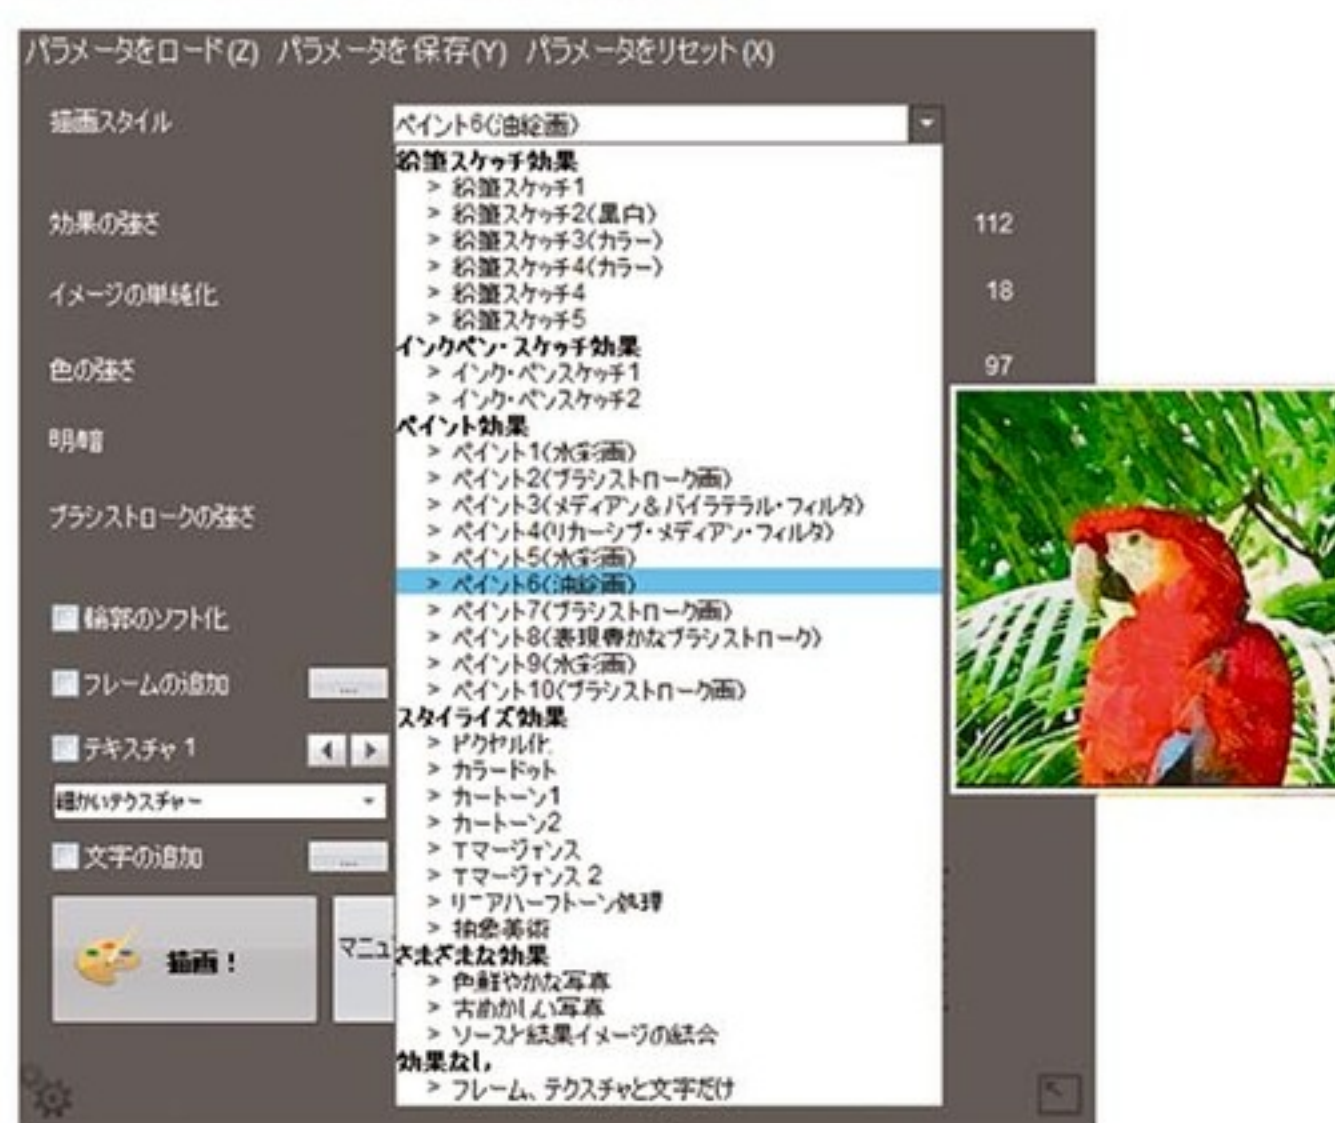 パラメータをロード(Z) パラメータを保存(Y) パラメータをリセット(X)
描画スタイル
ペイント6(油絵画)
鉛筆スケッチ効果
> 鉛筆スケッチ1
> 鉛筆スケッチ2(黒白)
> 鉛筆スケッチ3(カラー)
> 鉛筆スケッチ4(カラー)
> 鉛筆スケッチ4
> 鉛筆スケッチ5
インクペン・スケッチ効果
> インク・ペンスケッチ1
> インク・ペンスケッチ2
ペイント効果
> ペイント1(水彩画)
> ペイント2(ブラシストローク画)
> ペイント3(メディアン&バイラテラル・フィルタ)
> ペイント4(リカーシブ・メディアン・フィルタ)
> ペイント5(水彩画)
> ペイント6(油絵画)
> ペイント7(ブラシストローク画)
> ペイント8(表現豊かなブラシストローク)
> ペイント9(水彩画)
> ペイント10(ブラシストローク画)
スタイライズ効果
> ピクセル化
> カラードット
> カートーン1
> カートーン2
> Tマージャンス
> Tマージャンス 2
> リニアハーフトーン処理
> 抽象美術
さまざまな効果
> 色鮮やかな写真
> 古めかしい写真
> ソースと結果イメージの結合
効果なし
> フレーム、テクスチャと文字だけ
効果の強さ
112
イメージの単純化
18
色の強さ
97
明暗
ブラシストロークの強さ
輪郭のソフト化
フレームの追加
...
テキスチャ 1
細かいテクスチャー
文字の追加
...
描画！
マニュ